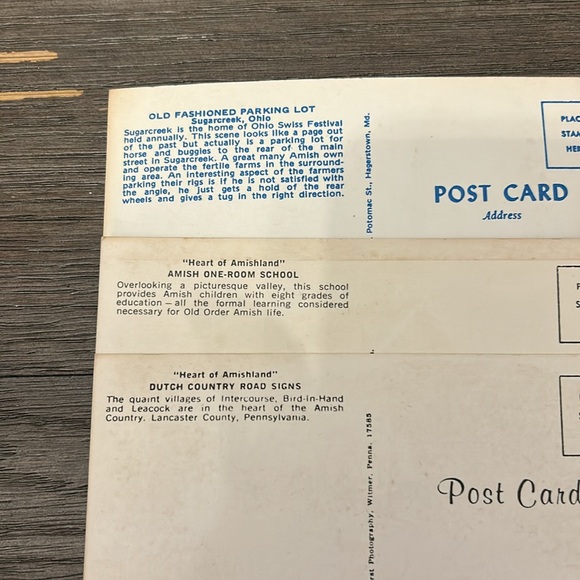 OLD FASHIONED PARKING LOT
Sugarcreek, Ohio
Sugarcreek is the home of Ohio Swiss Festival
held annually. This scene looks like a page out
of the past but actually is a parking lot for
horse and buggies to the rear of the main
street in Sugarcreek. A great many Amish own
and operate the fertile farms in the surround-
ing area. An interesting aspect of the farmers
parking their rigs is if he is not satisfied with
the angle, he just gets a hold of the rear
wheels and gives a tug in the right direction.
Potomac St., Hagerstown, Md.
PLAC
STAM
HER
POST CARD
Address
"Heart of Amishland"
AMISH ONE-ROOM SCHOOL
Overlooking a picturesque valley, this school
provides Amish children with eight grades of
education — all the formal learning considered
necessary for Old Order Amish life.
"Heart of Amishland"
DUTCH COUNTRY ROAD SIGNS
The quaint villages of Intercourse, Bird-In-Hand
and Leacock are in the heart of the Amish
Country. Lancaster County, Pennsylvania.
rst Photography, Witmer, Penna. 17585
Post Card